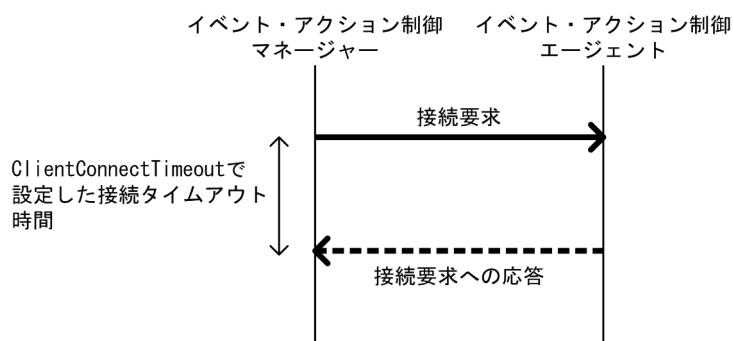 イベント・アクション制御
マネージャー
イベント・アクション制御
エージェント
接続要求
ClientConnectTimeoutで
設定した接続タイムアウト
時間
接続要求への応答